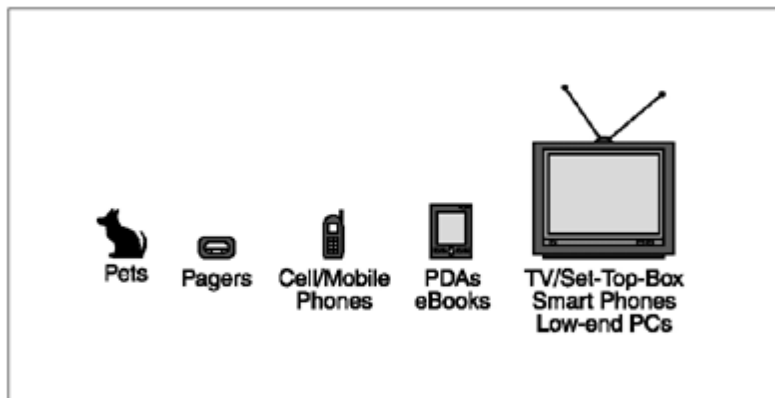 Pets
Pagers
Cell/Mobile
Phones
PDAs
eBooks
TV/Set-Top-Box
Smart Phones
Low-end PCs